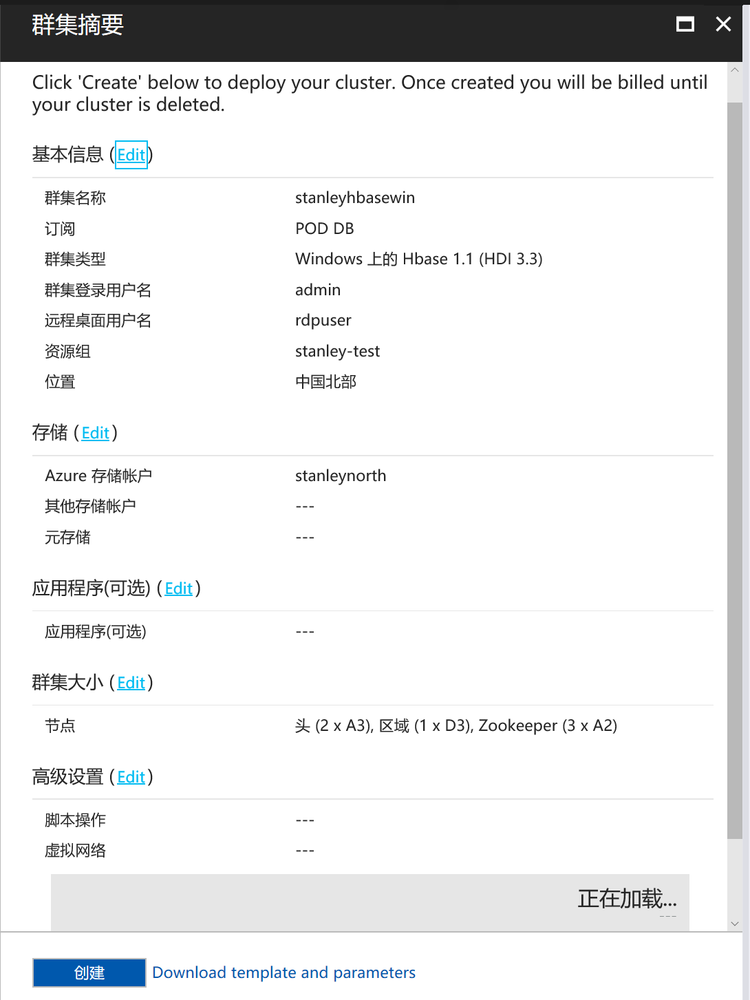 群集摘要
Click 'Create' below to deploy your cluster. Once created you will be billed until
your cluster is deleted.
基本信息 (Edit)
群集名称 stanleyhbasewin
订阅 POD DB
群集类型 Windows 上的 Hbase 1.1 (HDI 3.3)
群集登录用户名 admin
远程桌面用户名 rdpuser
资源组 stanley-test
位置 中国北部
存储 (Edit)
Azure 存储帐户 stanleynorth
其他存储帐户 ---
元存储 ---
应用程序(可选) (Edit)
应用程序(可选) ---
群集大小 (Edit)
节点 头 (2 x A3), 区域 (1 x D3), Zookeeper (3 x A2)
高级设置 (Edit)
脚本操作 ---
虚拟网络 ---
正在加载...
---
创建 Download template and parameters